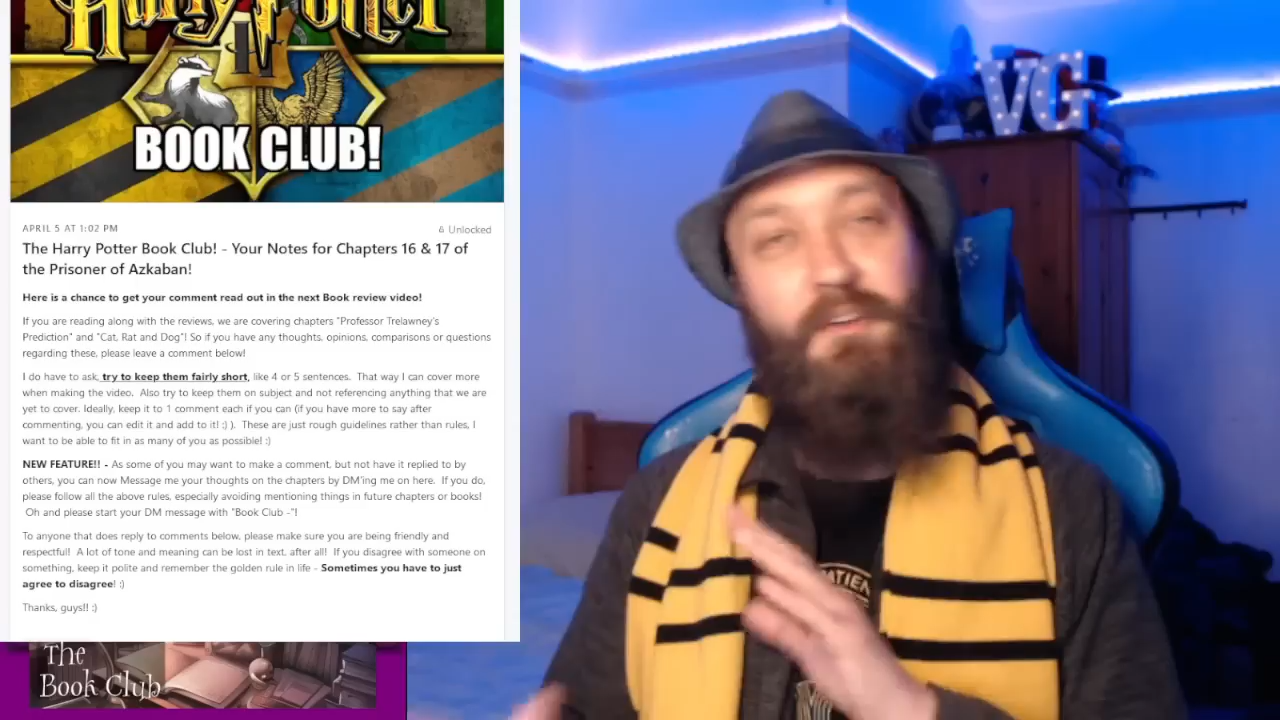 Harry Potter
BOOK CLUB!
VG
APRIL 5 AT 1:02 PM
Unlocked
The Harry Potter Book Club! - Your Notes for Chapters 16 & 17 of
the Prisoner of Azkaban!
Here is a chance to get your comment read out in the next Book review video!
If you are reading along with the reviews, we are covering chapters "Professor Trelawney's
Prediction" and "Cat, Rat and Dog"! So if you have any thoughts, opinions, comparisons or questions
regarding these, please leave a comment below!
I do have to ask, try to keep them fairly short, like 4 or 5 sentences. That way I can cover more
when making the video. Also try to keep them on subject and not referencing anything that we are
yet to cover. Ideally, keep it to 1 comment each if you can (if you have more to say after
commenting, you can edit it and add to it! :) ). These are just rough guidelines rather than rules, I
want to be able to fit in as many of you as possible! :)
NEW FEATURE!! - As some of you may want to make a comment, but not have it replied to by
others, you can now Message me your thoughts on the chapters by DM'ing me on here. If you do,
please follow all the above rules, especially avoiding mentioning things in future chapters or books!
Oh and please start your DM message with "Book Club -"!
To anyone that does reply to comments below, please make sure you are being friendly and
respectful! A lot of tone and meaning can be lost in text, after all! If you disagree with someone on
something, keep it polite and remember the golden rule in life - Sometimes you have to just
agree to disagree! :)
Thanks, guys!! :)
The
Book Club